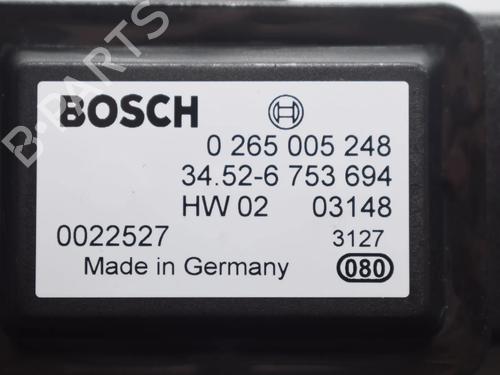 B-PARTS
BOSCH
0 265 005 248
34.52-6 753 694
HW 02 03148
0022527 3127
Made in Germany 080